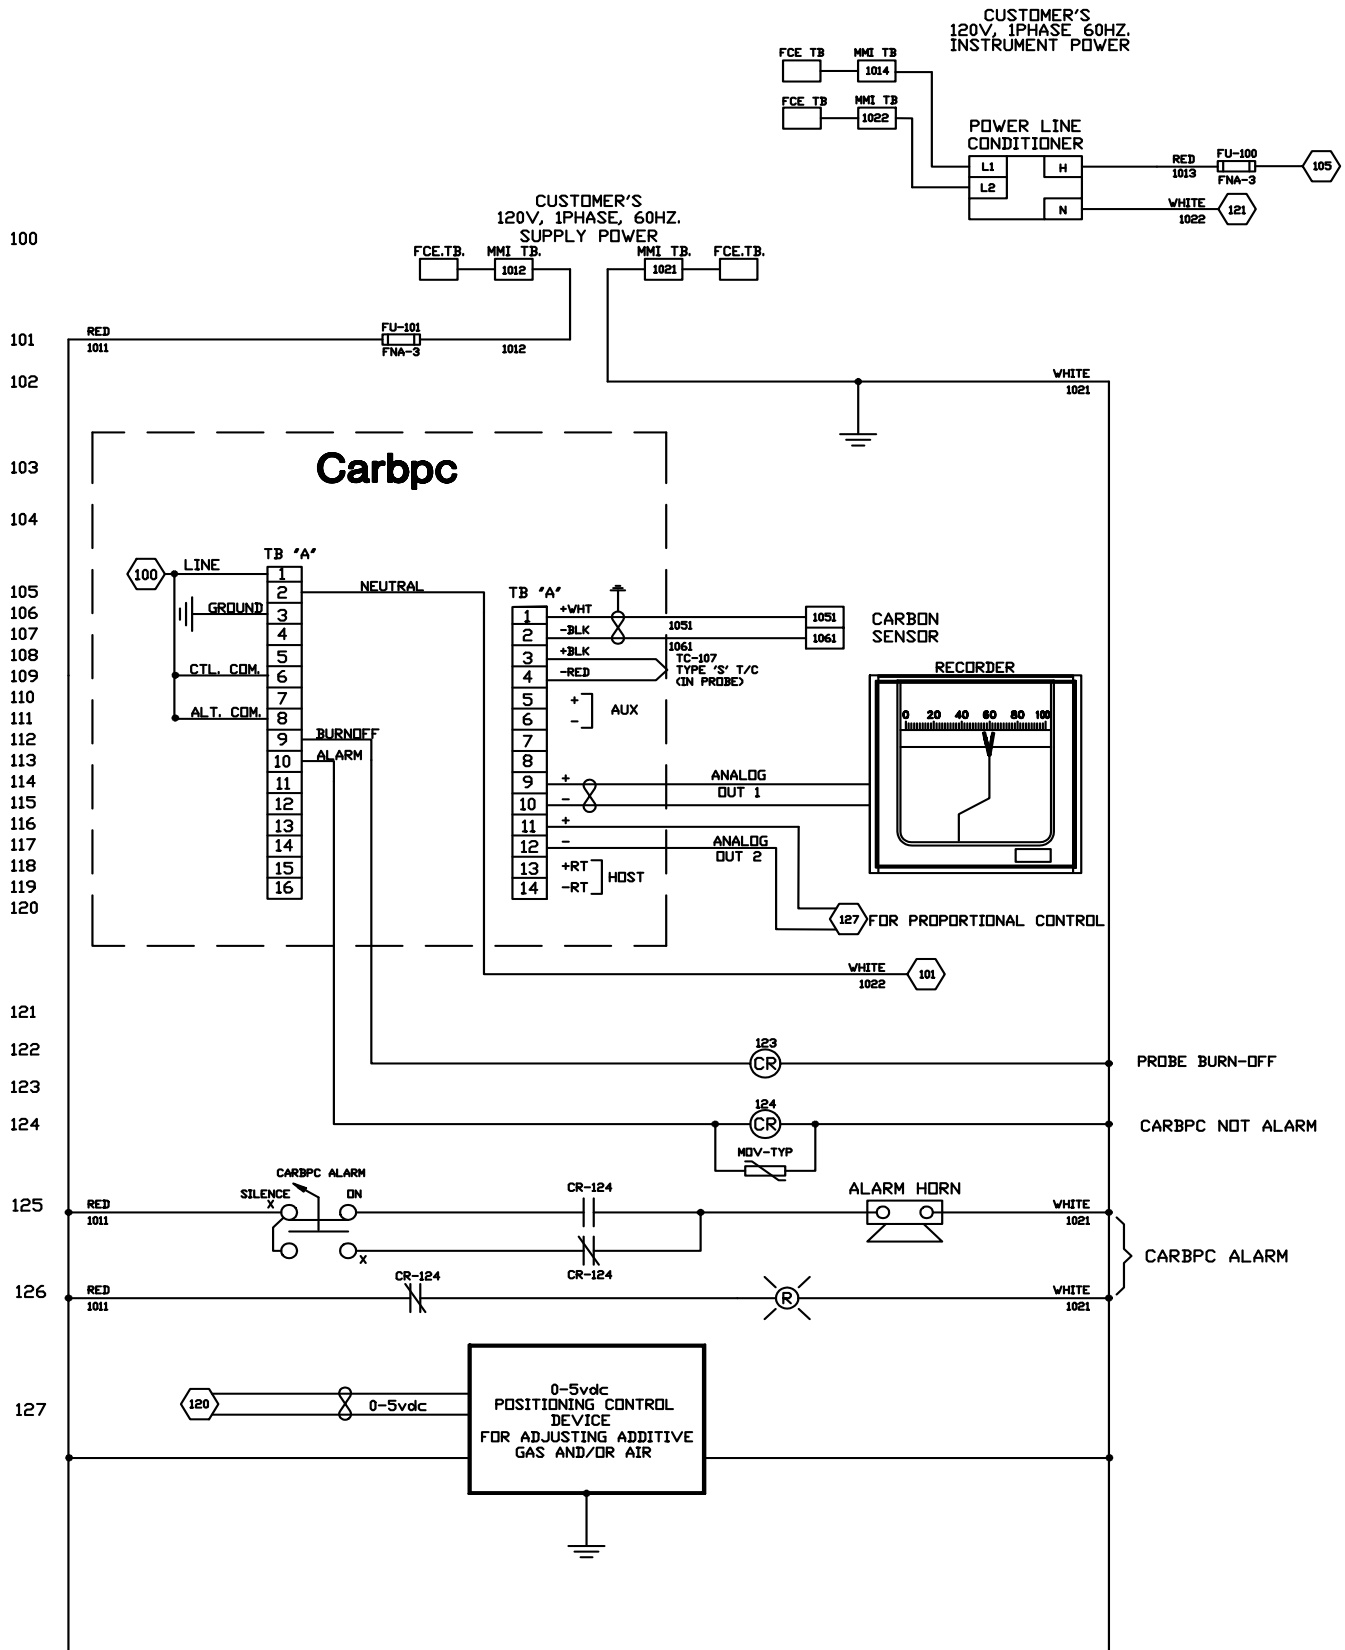 CUSTOMER'S
120V, 1PHASE 60HZ.
INSTRUMENT POWER
FCE TB MMI TB
1014
FCE TB MMI TB
1022
POWER LINE
CONDITIONER
L1 H
L2
N
RED
1013
FU-100
FNA-3
105
WHITE
1022
121
CUSTOMER'S
120V, 1PHASE, 60HZ.
SUPPLY POWER
100
FCE.TB. MMI TB. MMI TB. FCE.TB.
1012 1021
101
RED
1011
FU-101
FNA-3
1012
102
WHITE
1021
103
Carbpc
104
TB "A"
100
LINE
1
105
2
NEUTRAL
106
GROUND
3
107
4
108
5
109
CTL. COM.
6
110
7
111
ALT. COM.
8
112
9
BURNOFF
113
10
ALARM
114
11
115
12
116
13
117
14
118
15
119
16
120
TB "A"
1
+WHT
1051
1051
2
-BLK
1061
1061
CARBON
SENSOR
3
+BLK
4
-RED
TC-107
TYPE 'S' T/C
(IN PROBE)
5
+
6
-
AUX
7
8
9
+
ANALOG
OUT 1
10
-
11
+
12
-
ANALOG
OUT 2
13
+RT
14
-RT
HOST
RECORDER
0 20 40 60 80 100
127
FOR PROPORTIONAL CONTROL
WHITE
1022
101
121
122
123
CR
PROBE BURN-OFF
123
124
124
CR
MOV-TYP
CARBPC NOT ALARM
CARBPC ALARM
SILENCE ON
X
X
125
RED
1011
CR-124
CR-124
ALARM HORN
WHITE
1021
CARBPC ALARM
126
RED
1011
CR-124
R
WHITE
1021
127
120
0-5vdc
0-5vdc
POSITIONING CONTROL
DEVICE
FOR ADJUSTING ADDITIVE
GAS AND/OR AIR